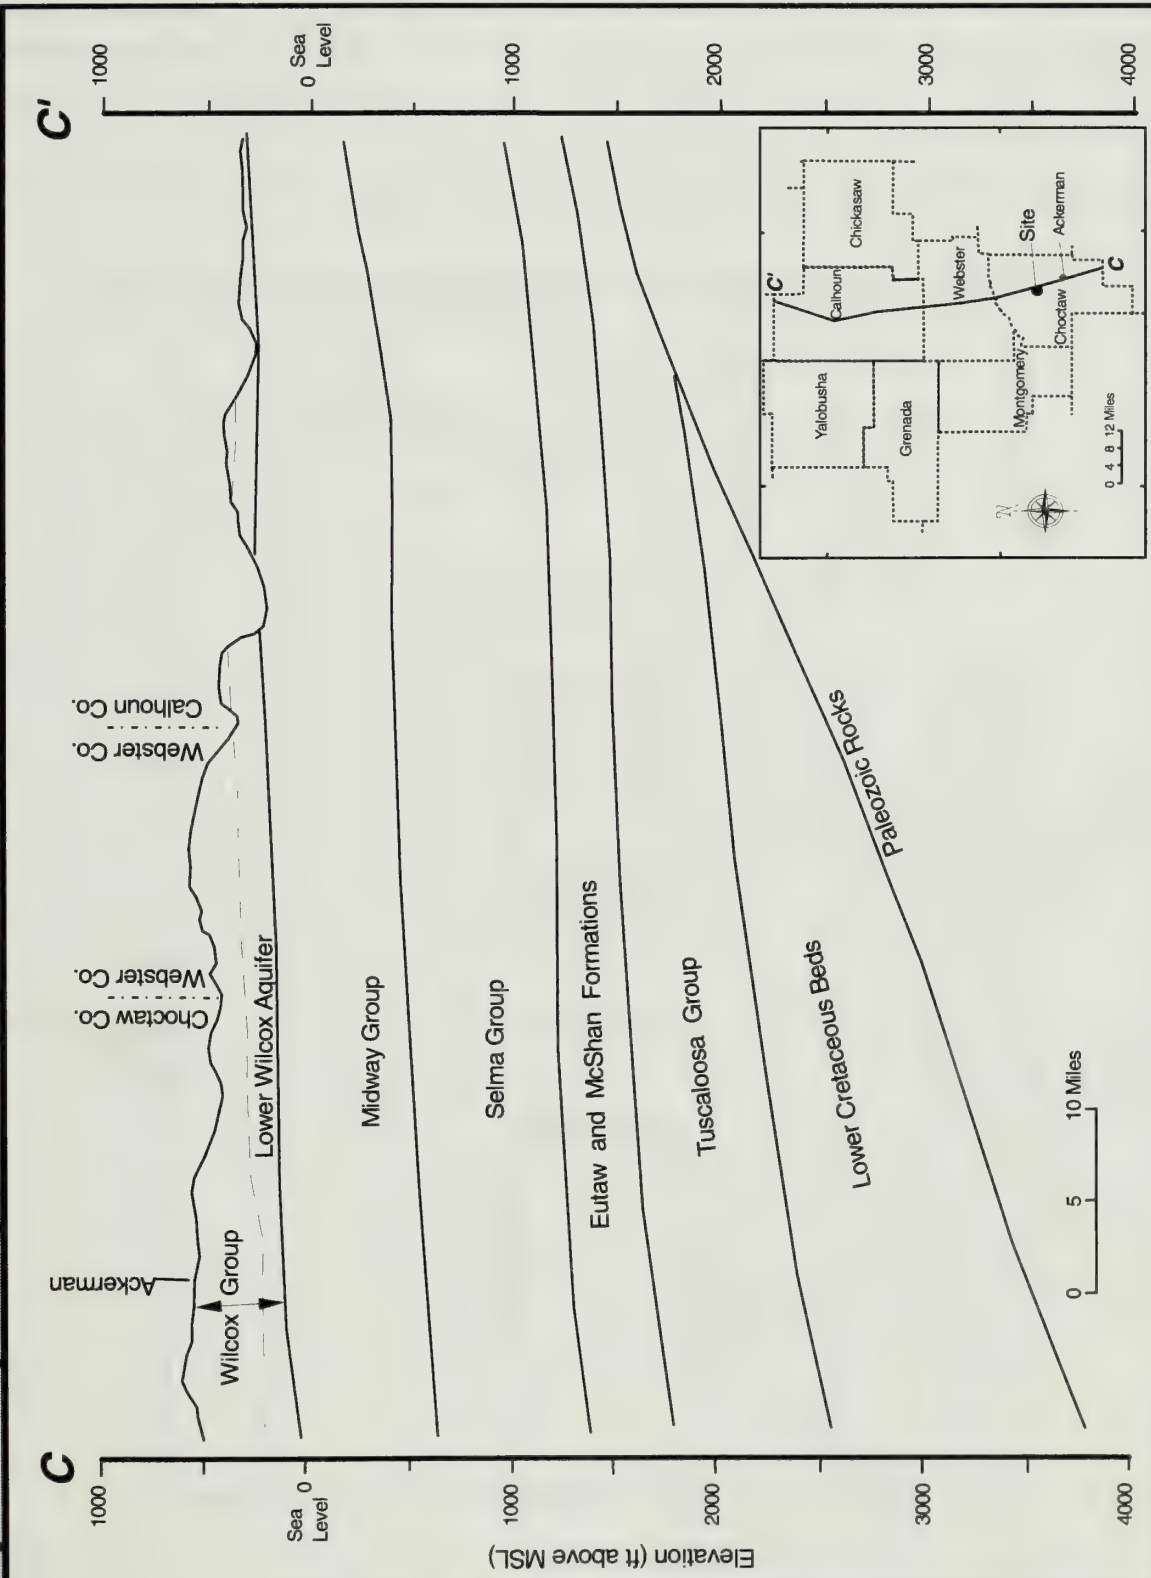 C
C'
Elevation (ft above MSL)
1000
Sea
Level
0
1000
2000
3000
4000
1000
0 Sea
Level
1000
2000
3000
4000
Ackerman
Choctaw Co.
Webster Co.
Webster Co.
Calhoun Co.
Wilcox Group
Lower Wilcox Aquifer
Midway Group
Selma Group
Eutaw and McShan Formations
Tuscaloosa Group
Lower Cretaceous Beds
Paleozoic Rocks
0 5 10 Miles
C'
Yalobusha
Calhoun
Chickasaw
Grenada
Webster
Montgomery
Choctaw
Site
Ackerman
C
N
0 4 8 12 Miles